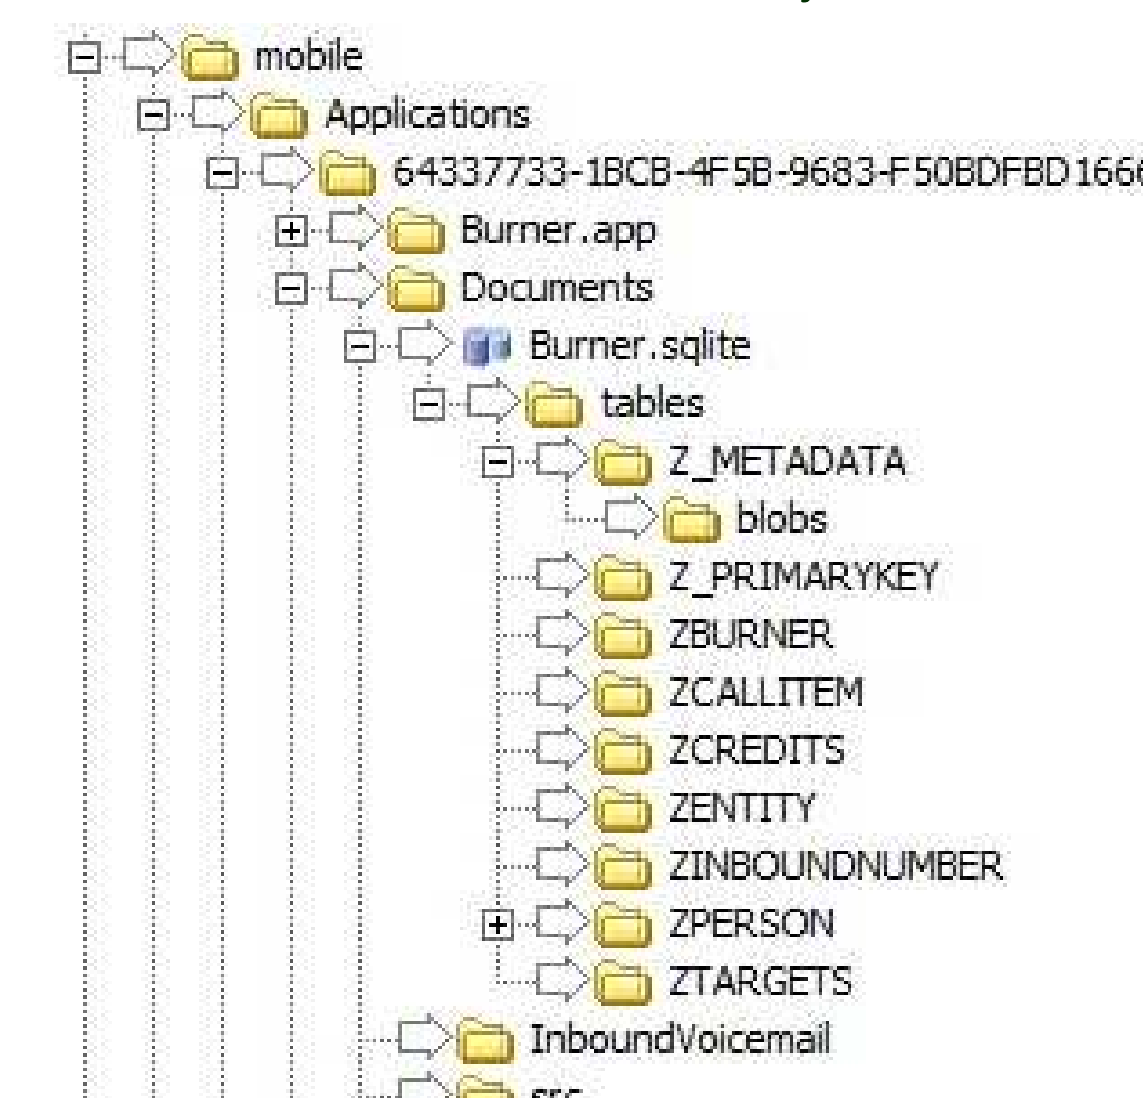 mobile
Applications
64337733-1BCB-4F5B-9683-F50BDFBD1666
Burner.app
Documents
Burner.sqlite
tables
Z_METADATA
blobs
Z_PRIMARYKEY
ZBURNER
ZCALLITEM
ZCREDITS
ZENTITY
ZINBOUNDNUMBER
ZPERSON
ZTARGETS
InboundVoicemail